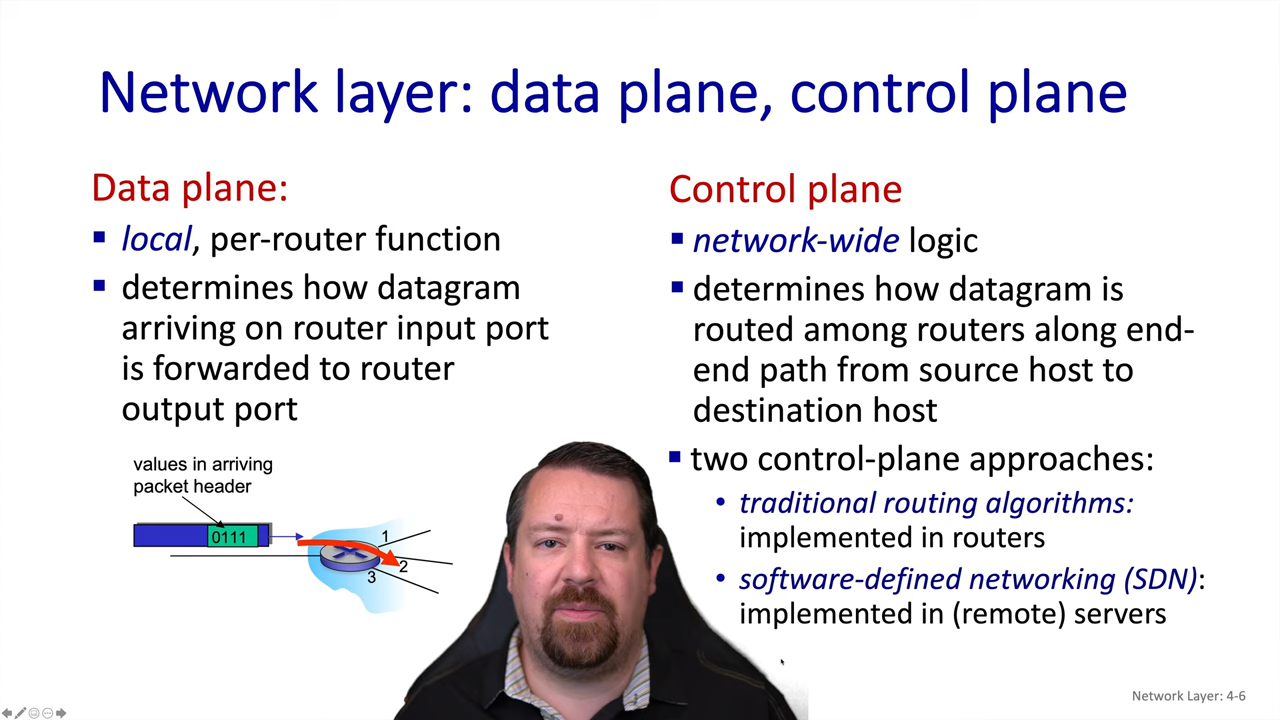 Network layer: data plane, control plane
Data plane:
local, per-router function
determines how datagram
arriving on router input port
is forwarded to router
output port
values in arriving
packet header
0111
1
2
3
Control plane
network-wide logic
determines how datagram is
routed among routers along end-
end path from source host to
destination host
two control-plane approaches:
traditional routing algorithms:
implemented in routers
software-defined networking (SDN):
implemented in (remote) servers
Network Layer: 4-6